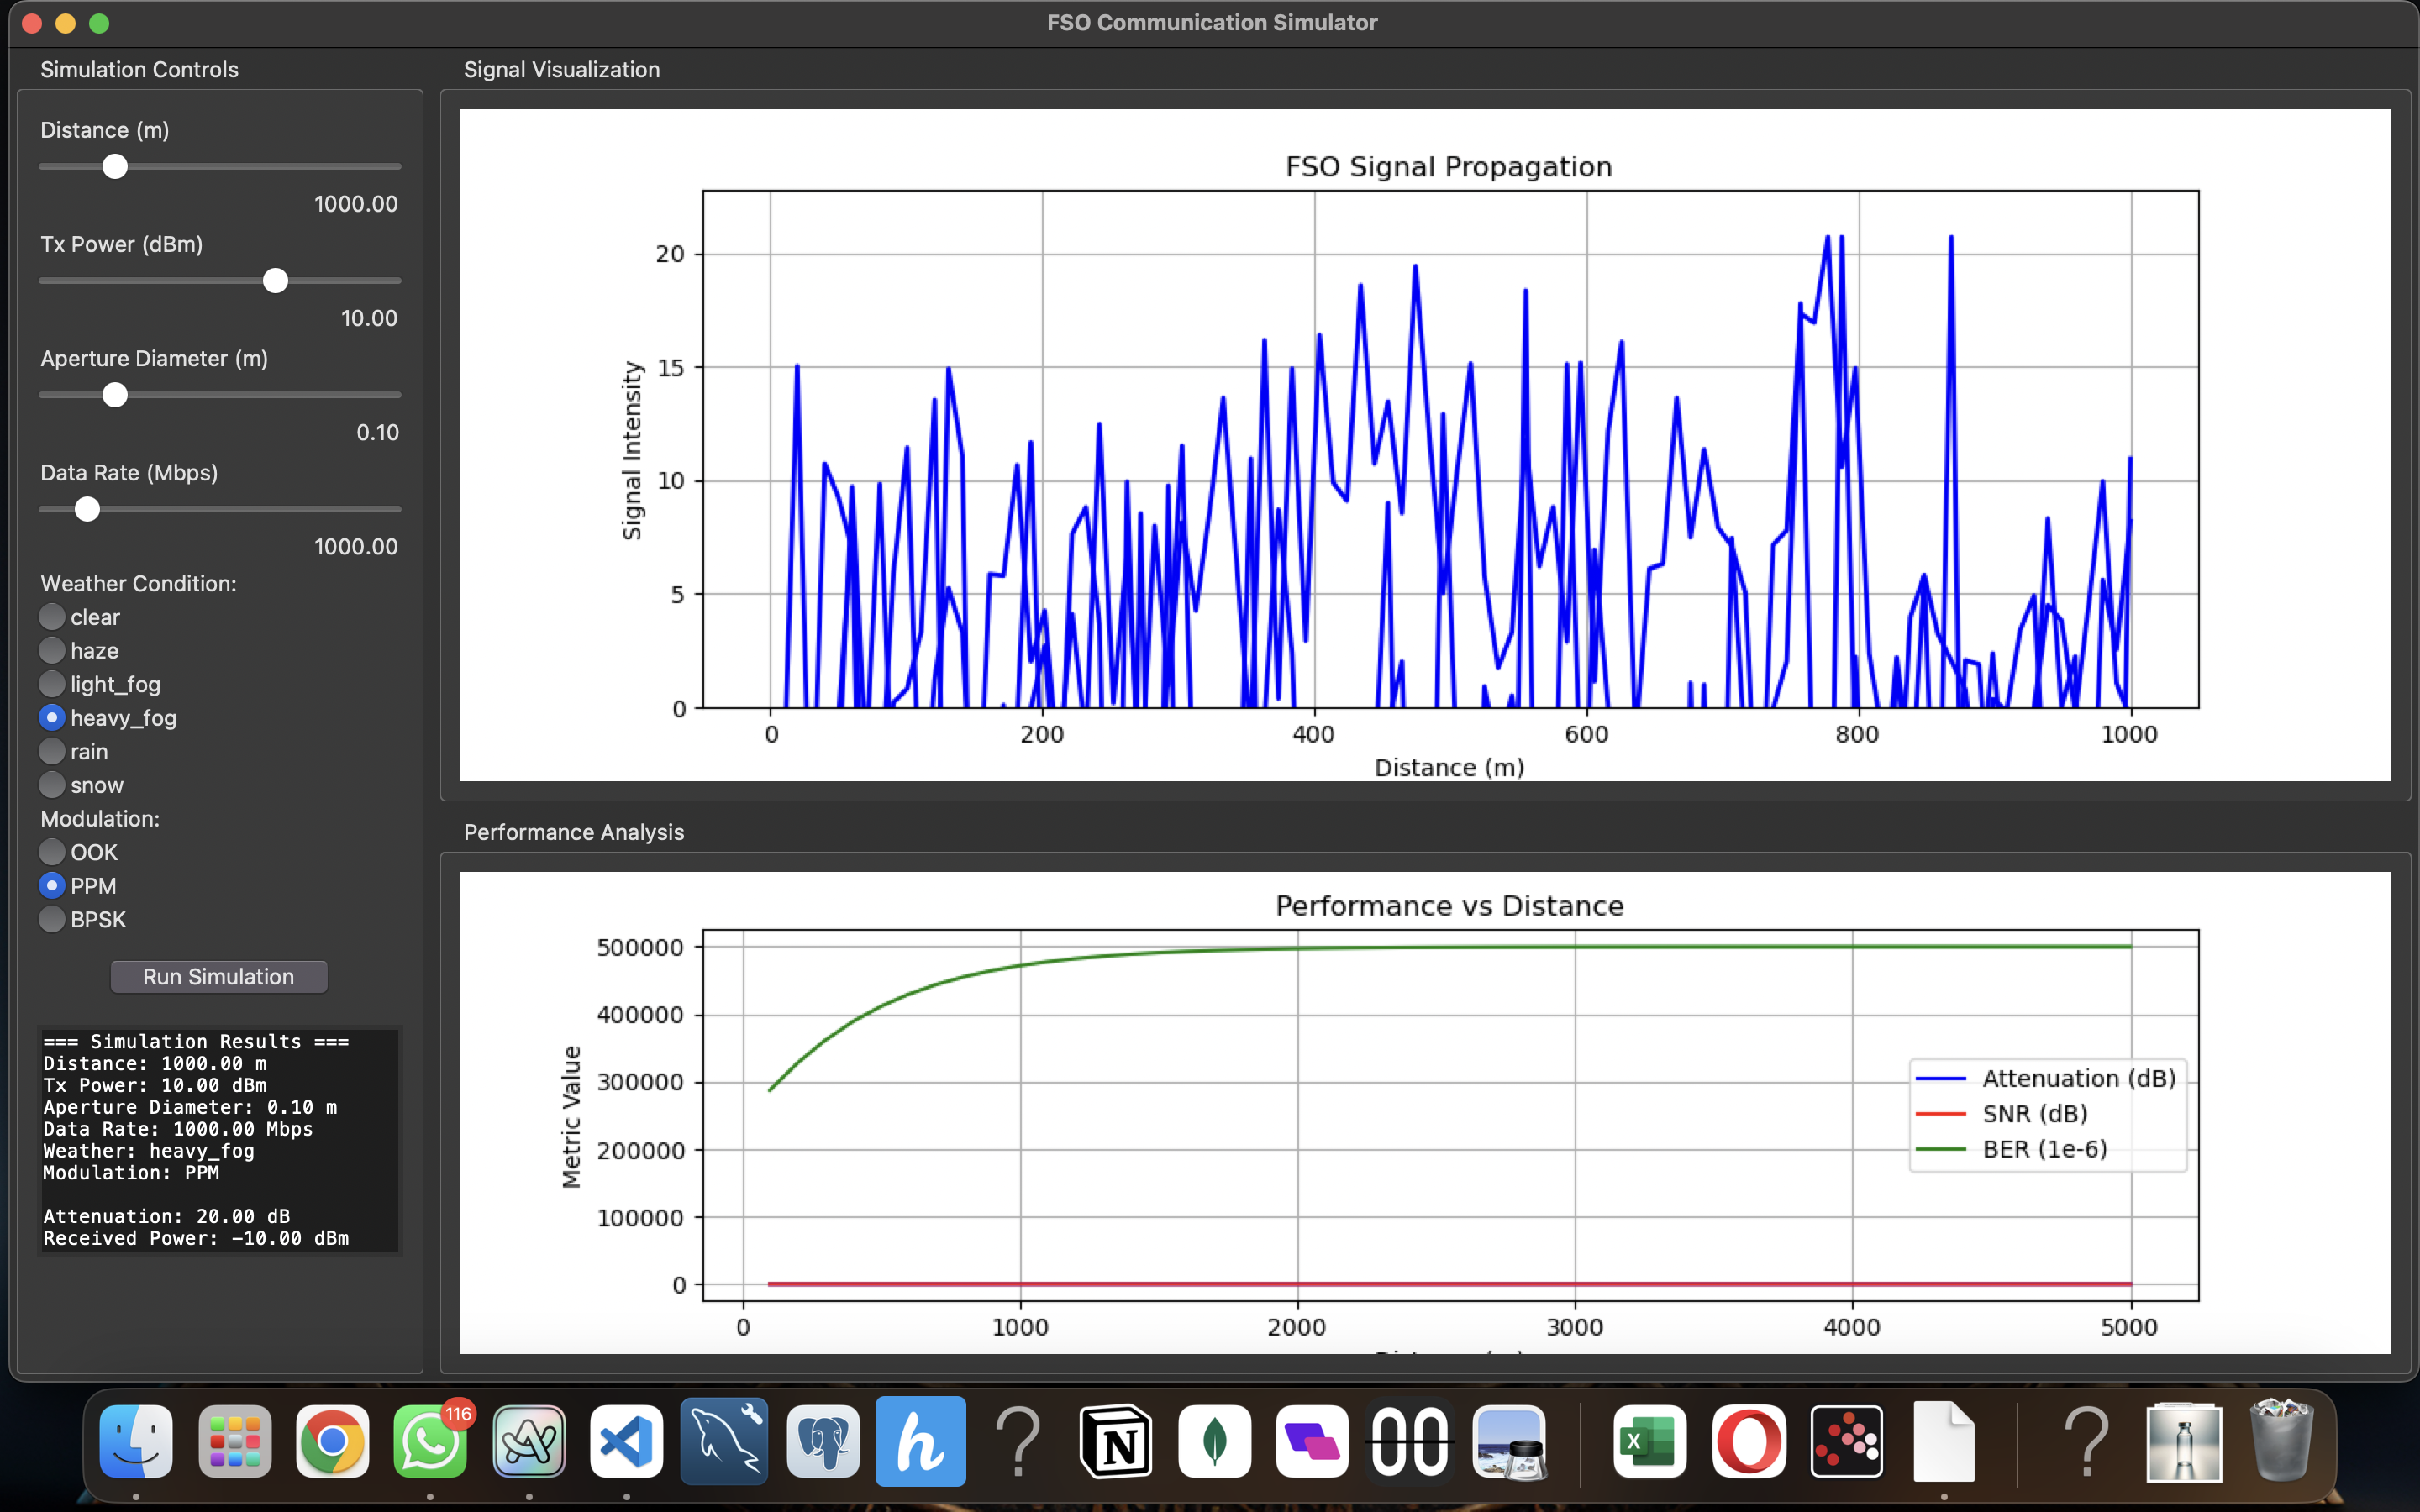 FSO Communication Simulator
Simulation Controls
Distance (m)
1000.00
Tx Power (dBm)
10.00
Aperture Diameter (m)
0.10
Data Rate (Mbps)
1000.00
Weather Condition:
clear
haze
light_fog
heavy_fog
rain
snow
Modulation:
OOK
PPM
BPSK
Run Simulation
=== Simulation Results ===
Distance: 1000.00 m
Tx Power: 10.00 dBm
Aperture Diameter: 0.10 m
Data Rate: 1000.00 Mbps
Weather: heavy_fog
Modulation: PPM
Attenuation: 20.00 dB
Received Power: -10.00 dBm
Signal Visualization
FSO Signal Propagation
Signal Intensity
20
15
10
5
0
0 200 400 600 800 1000
Distance (m)
Performance Analysis
Performance vs Distance
Metric Value
500000
400000
300000
200000
100000
0
Attenuation (dB)
SNR (dB)
BER (1e-6)
0 1000 2000 3000 4000 5000
116
h
? N 00 X ?